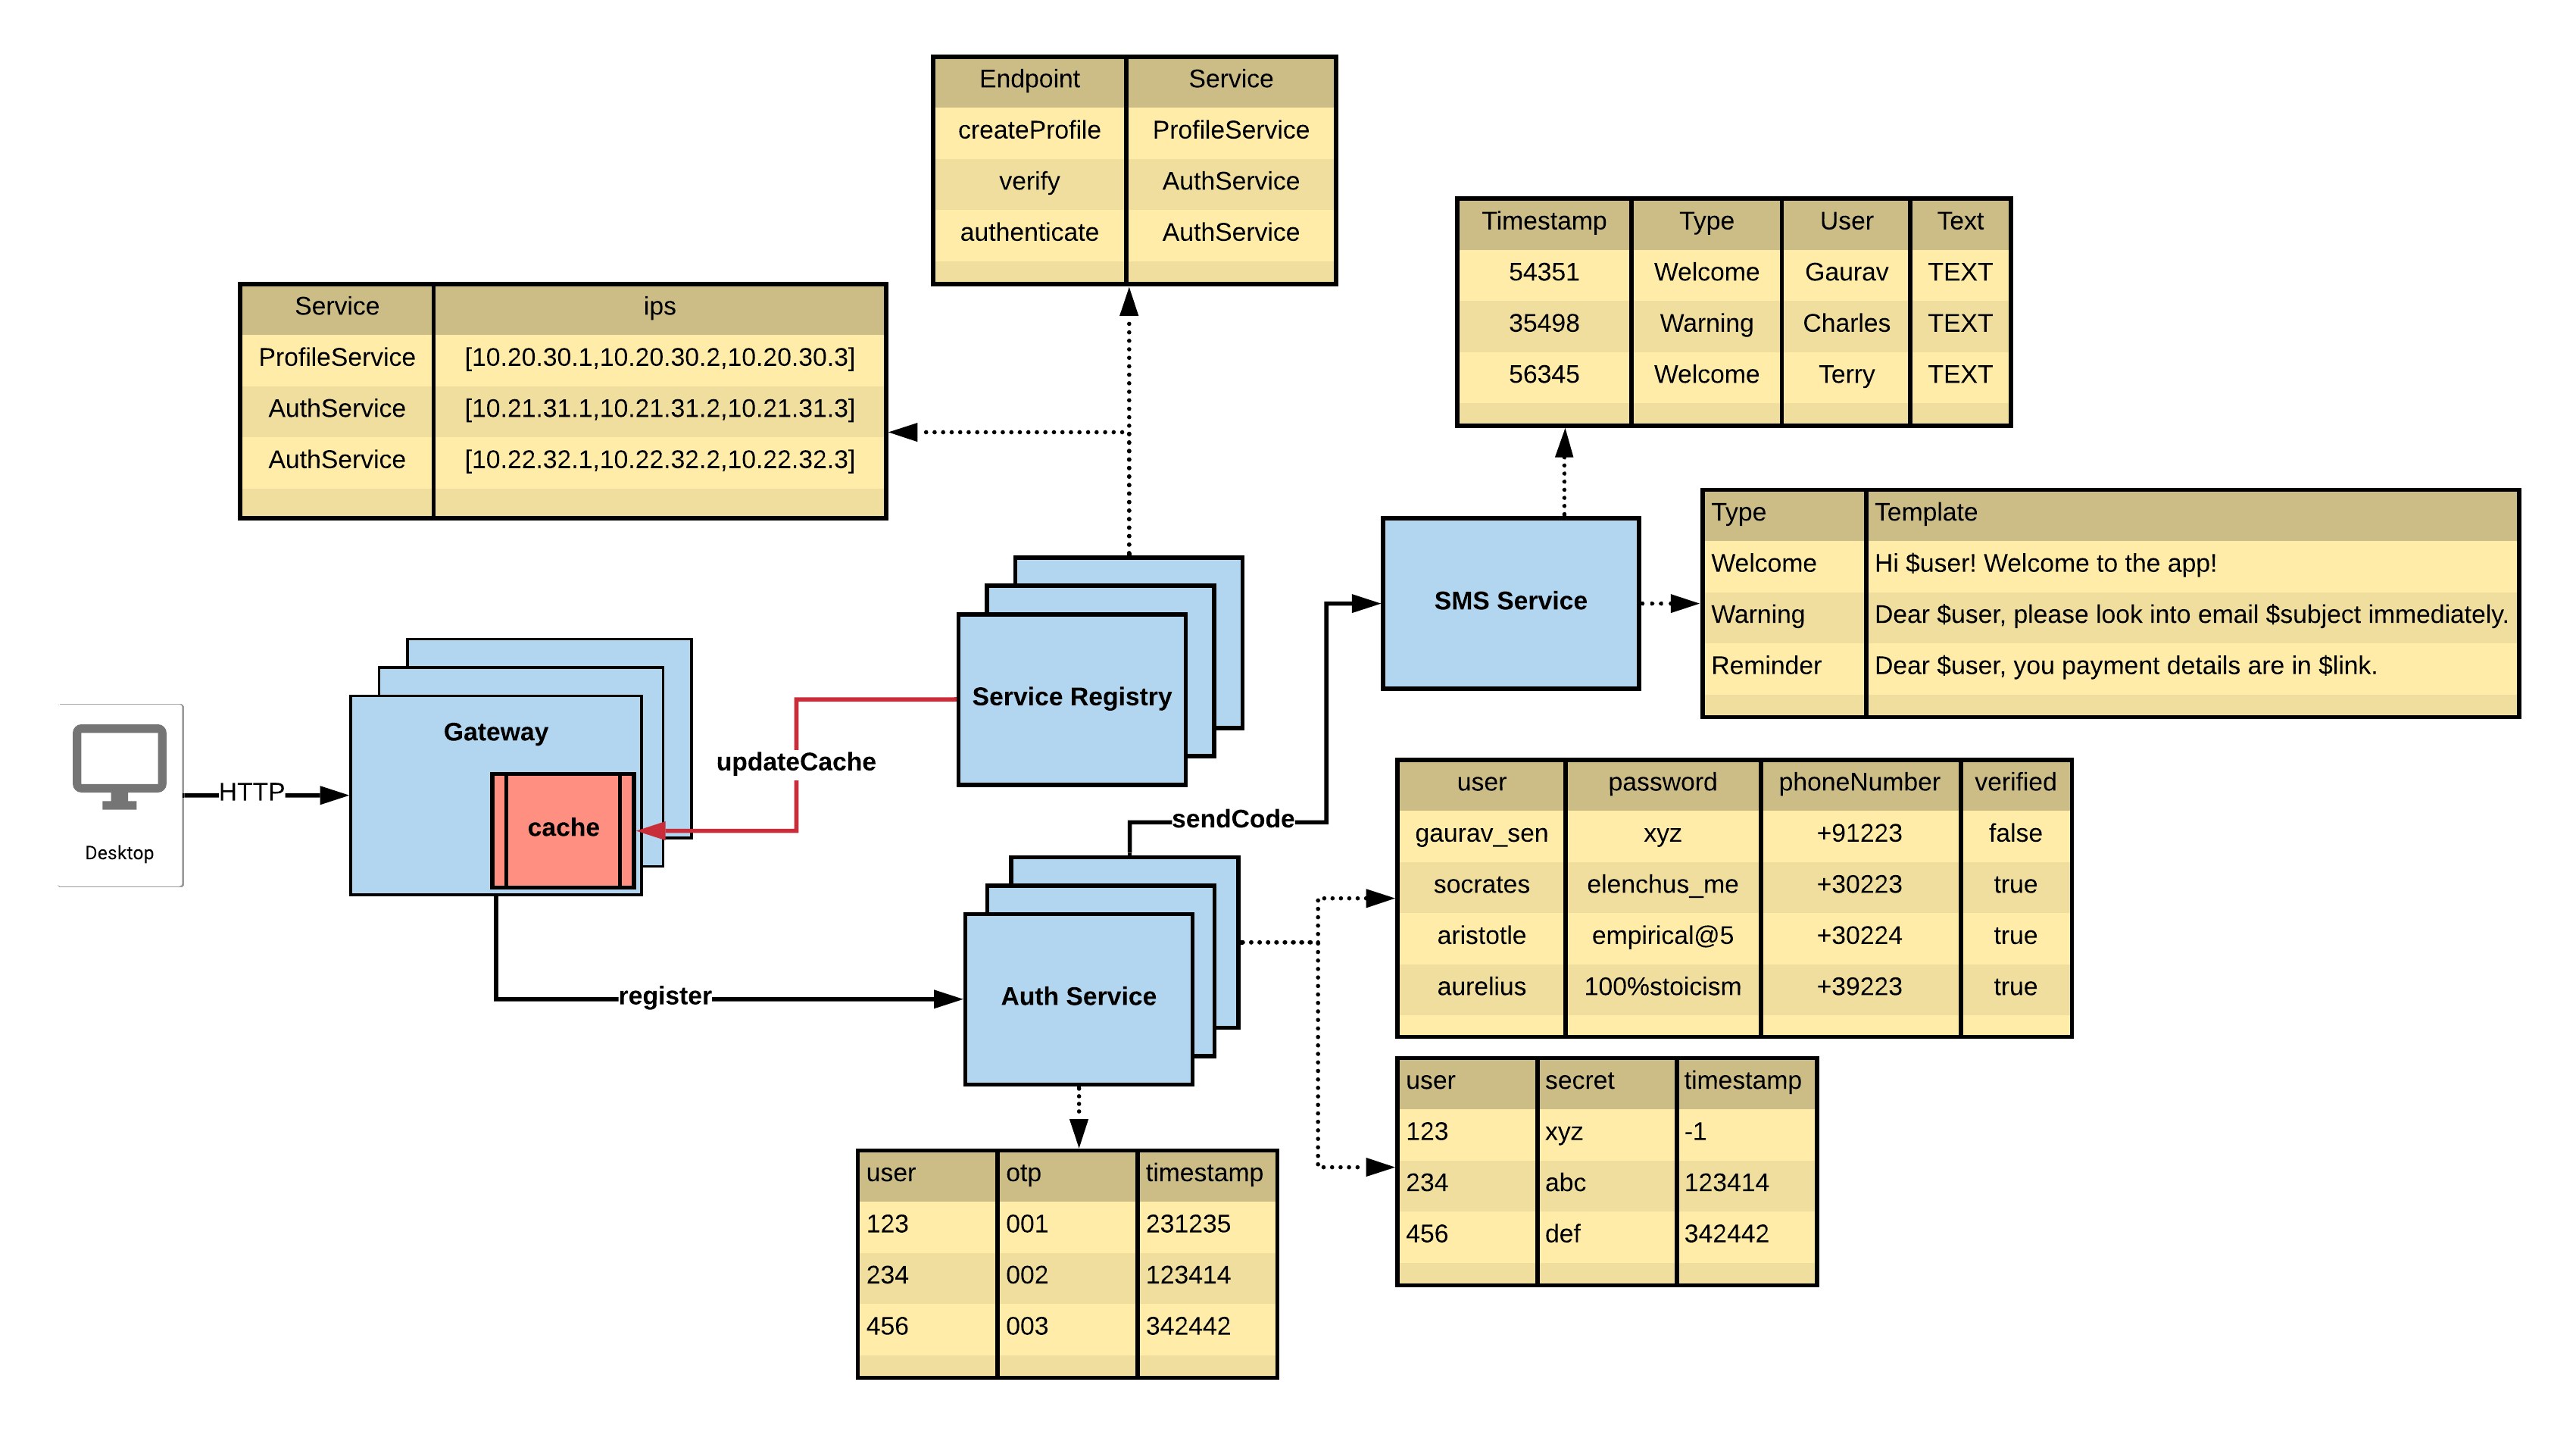 Endpoint Service
createProfile ProfileService
verify AuthService
authenticate AuthService
Service ips
ProfileService [10.20.30.1,10.20.30.2,10.20.30.3]
AuthService [10.21.31.1,10.21.31.2,10.21.31.3]
AuthService [10.22.32.1,10.22.32.2,10.22.32.3]
Timestamp Type User Text
54351 Welcome Gaurav TEXT
35498 Warning Charles TEXT
56345 Welcome Terry TEXT
Type Template
Welcome Hi $user! Welcome to the app!
Warning Dear $user, please look into email $subject immediately.
Reminder Dear $user, you payment details are in $link.
SMS Service
Service Registry
updateCache
Gateway
cache
HTTP
Desktop
sendCode
register
Auth Service
user password phoneNumber verified
gaurav_sen xyz +91223 false
socrates elenchus_me +30223 true
aristotle empirical@5 +30224 true
aurelius 100%stoicism +39223 true
user secret timestamp
123 xyz -1
234 abc 123414
456 def 342442
user otp timestamp
123 001 231235
234 002 123414
456 003 342442